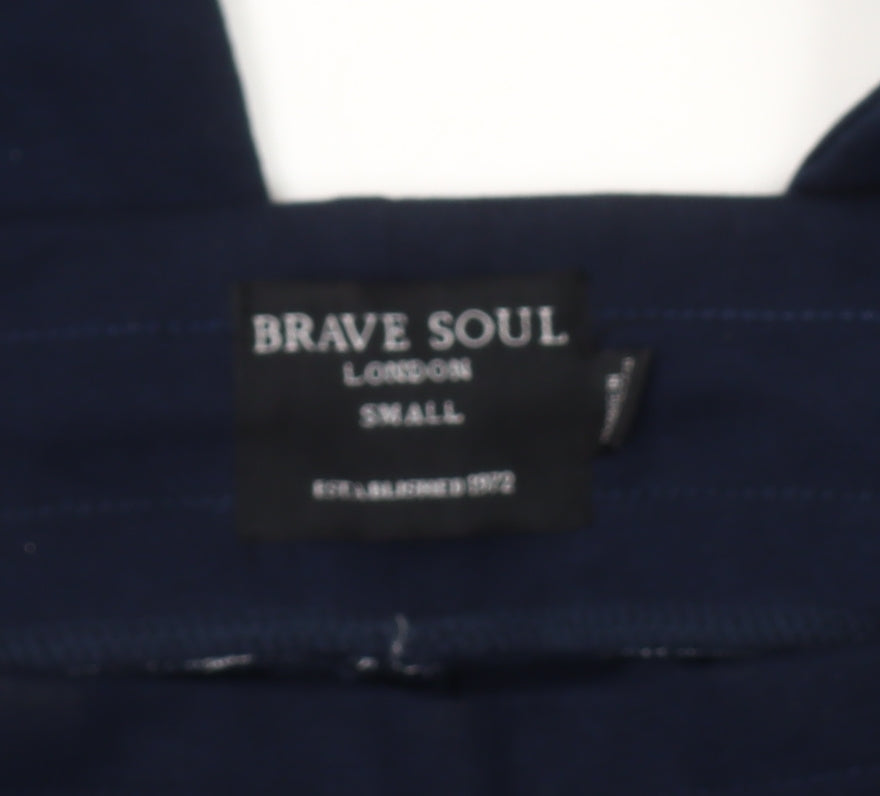 BRAVE SOUL
LONDON
SMALL
ESTABLISHED 1972